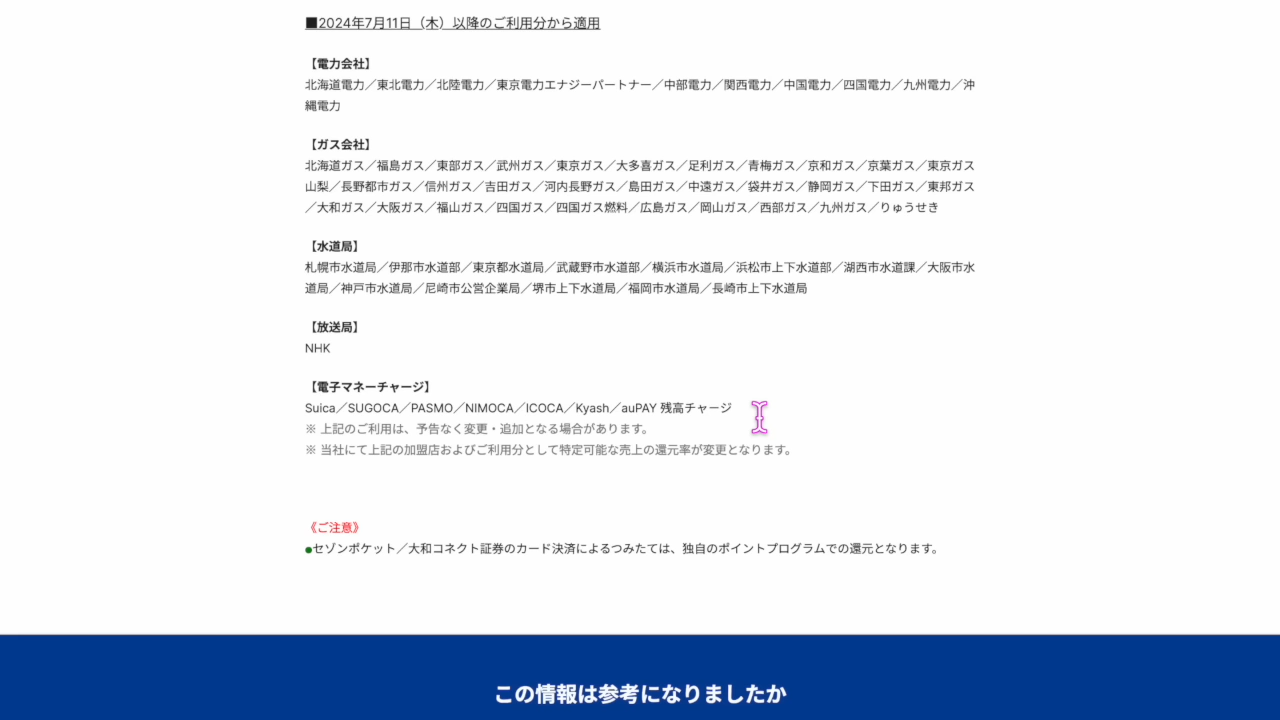 ■2024年7月11日（木）以降のご利用分から適用
【電力会社】
北海道電力／東北電力／北陸電力／東京電力エナジーパートナー／中部電力／関西電力／中国電力／四国電力／九州電力／沖
縄電力
【ガス会社】
北海道ガス／福島ガス／東部ガス／武州ガス／東京ガス／大多喜ガス／足利ガス／青梅ガス／京和ガス／京葉ガス／東京ガス
山梨／長野都市ガス／信州ガス／吉田ガス／河内長野ガス／島田ガス／中遠ガス／袋井ガス／静岡ガス／下田ガス／東邦ガス
／大和ガス／大阪ガス／福山ガス／四国ガス／四国ガス燃料／広島ガス／岡山ガス／西部ガス／九州ガス／りゅうせき
【水道局】
札幌市水道局／伊那市水道部／東京都水道局／武蔵野市水道部／横浜市水道局／浜松市上下水道部／湖西市水道課／大阪市水
道局／神戸市水道局／尼崎市公営企業局／堺市上下水道局／福岡市水道局／長崎市上下水道局
【放送局】
NHK
【電子マネーチャージ】
Suica／SUGOCA／PASMO／NIMOCA／ICOCA／Kyash／auPAY 残高チャージ
※ 上記のご利用は、予告なく変更・追加となる場合があります。
※ 当社にて上記の加盟店およびご利用分として特定可能な売上の還元率が変更となります。
《ご注意》
●セゾンポケット／大和コネクト証券のカード決済によるつみたては、独自のポイントプログラムでの還元となります。
この情報は参考になりましたか